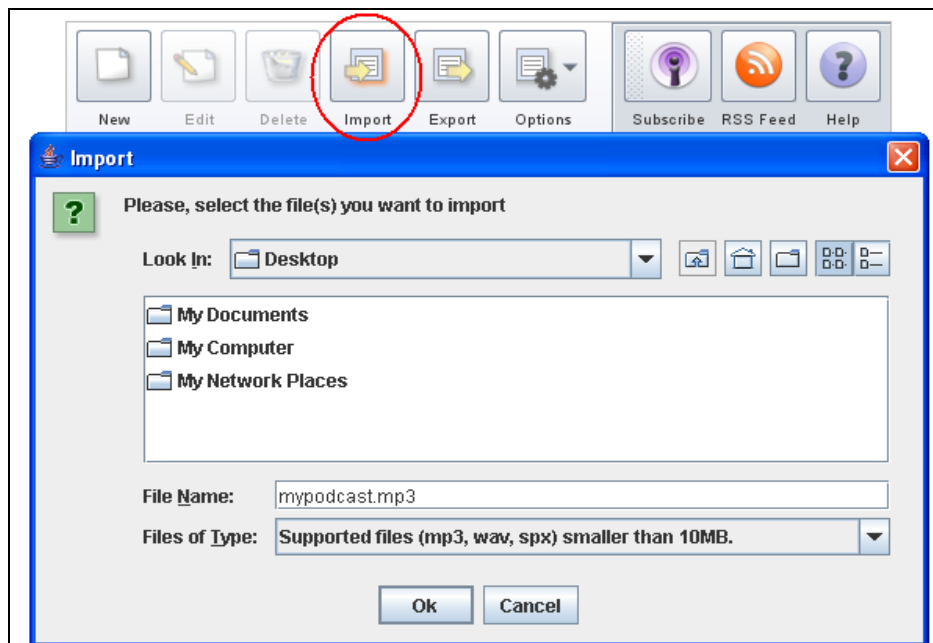 New Edit Delete Import Export Options Subscribe RSS Feed Help
Import
Please, select the file(s) you want to import
Look In: Desktop
My Documents
My Computer
My Network Places
File Name: mypodcast.mp3
Files of Type: Supported files (mp3, wav, spx) smaller than 10MB.
Ok Cancel